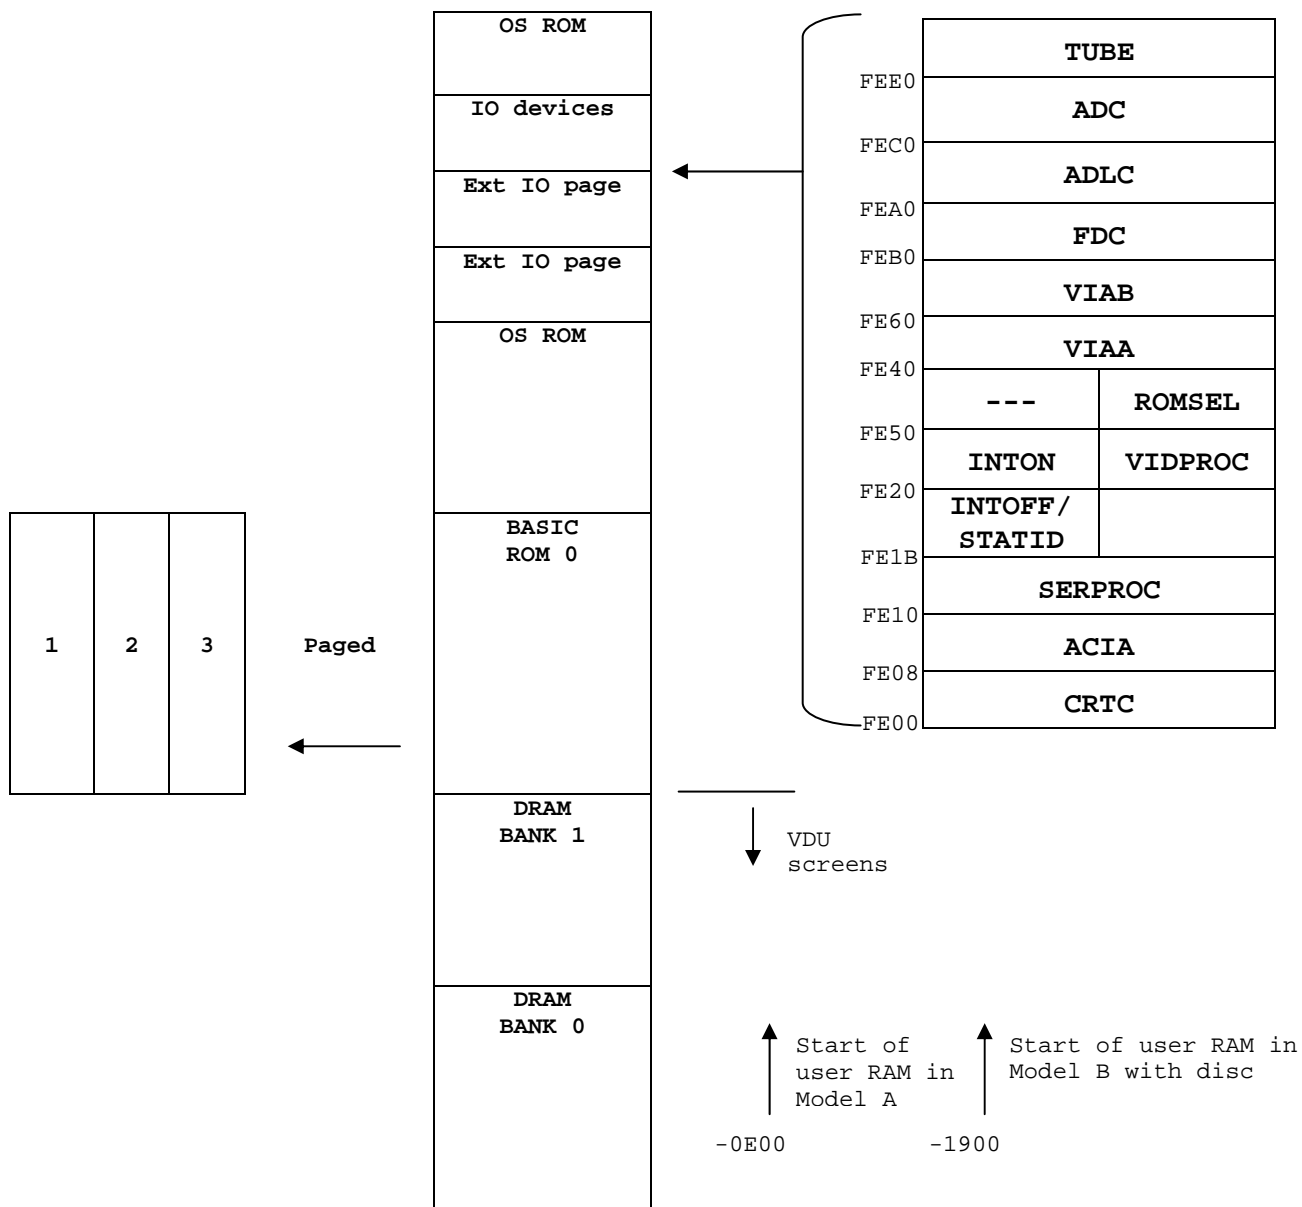 OS ROM
IO devices
Ext IO page
Ext IO page
OS ROM
BASIC
ROM 0
DRAM
BANK 1
DRAM
BANK 0
1 2 3
Paged
TUBE
FEE0
ADC
FEC0
ADLC
FEA0
FDC
FEB0
VIAB
FE60
VIAA
FE40
--- ROMSEL
FE50
INTON VIDPROC
FE20
INTOFF/
STATID
FE1B
SERPROC
FE10
ACIA
FE08
CRTC
FE00
VDU
screens
Start of
user RAM in
Model A
-0E00
Start of user RAM in
Model B with disc
-1900